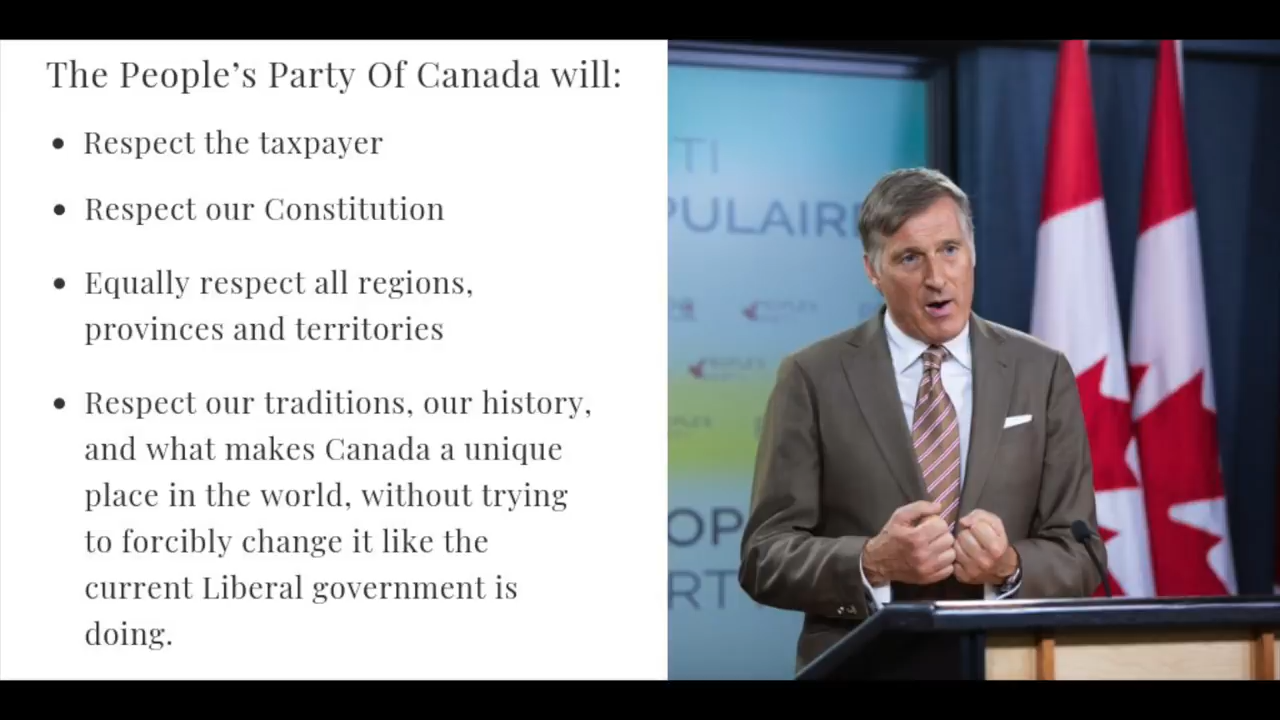 The People’s Party Of Canada will:
• Respect the taxpayer
• Respect our Constitution
• Equally respect all regions,
provinces and territories
• Respect our traditions, our history,
and what makes Canada a unique
place in the world, without trying
to forcibly change it like the
current Liberal government is
doing.
TI
PULAIRE
OP
RT